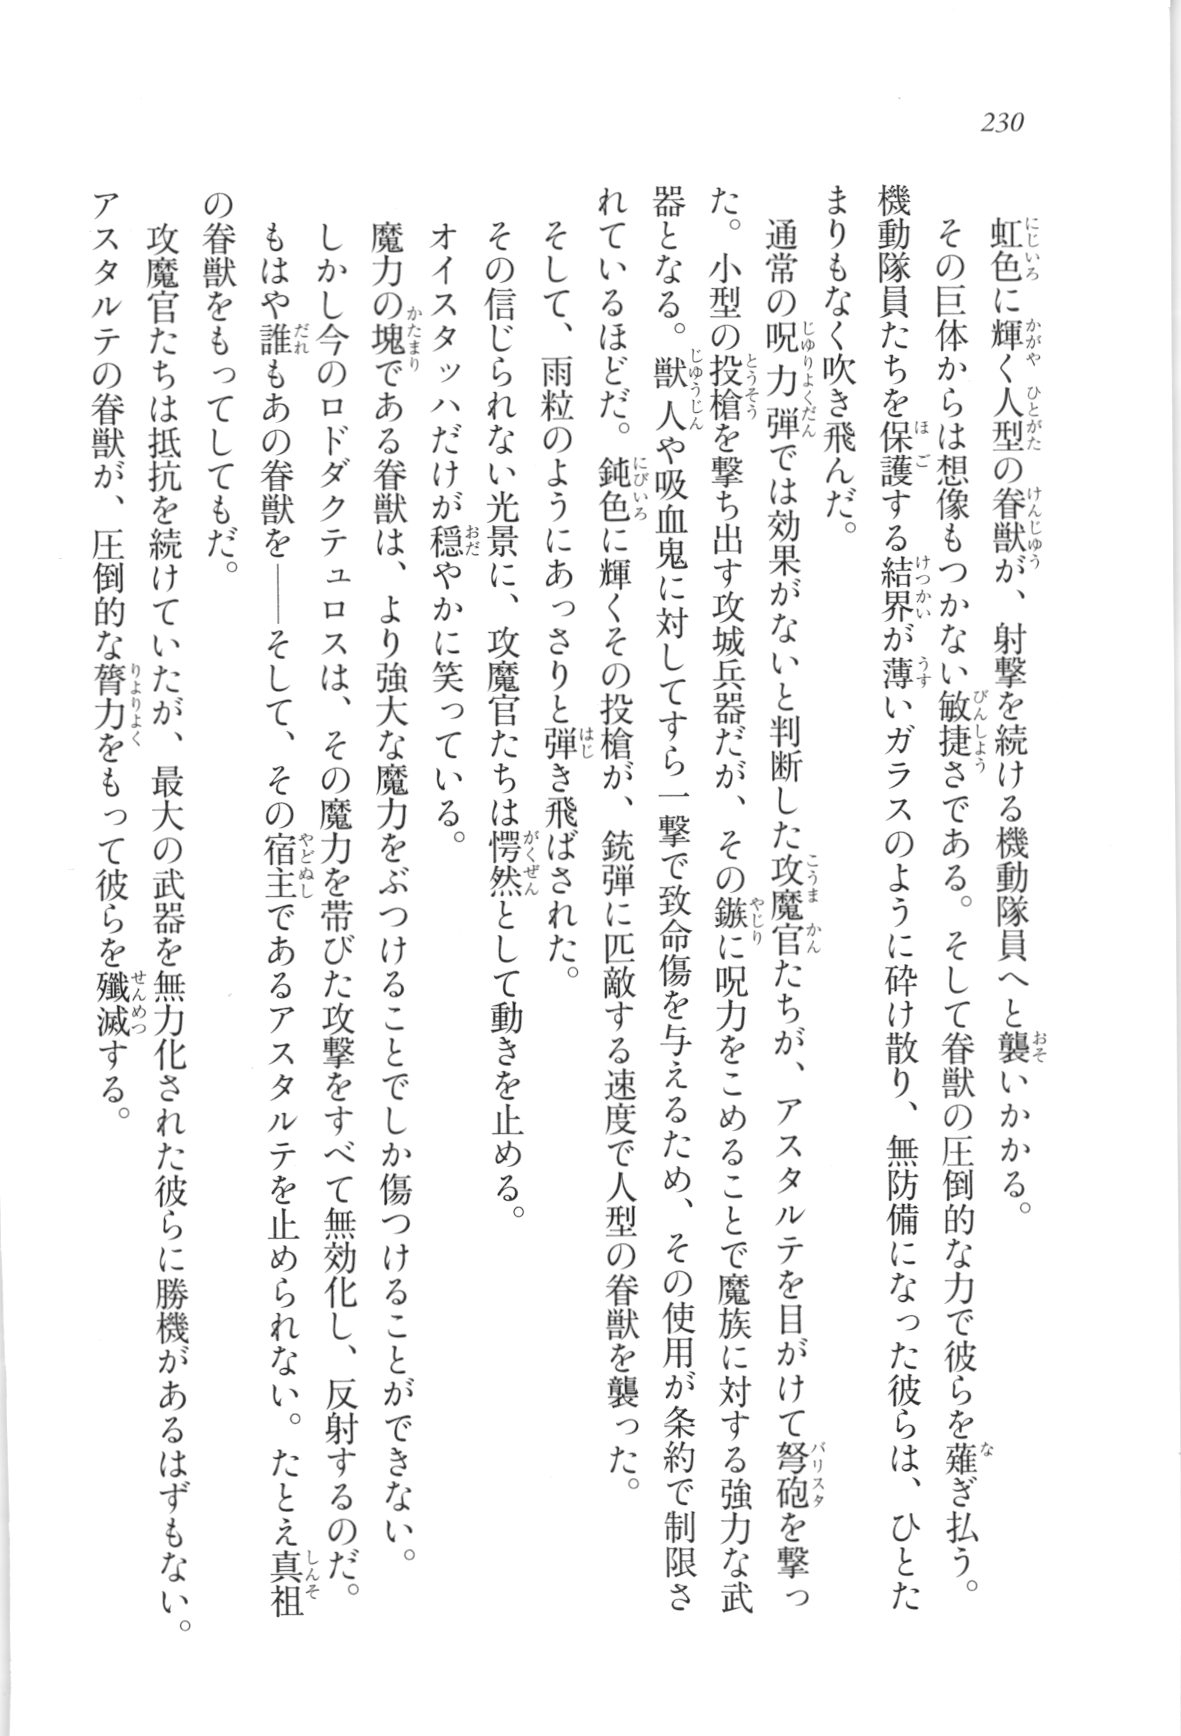 230
虹色に輝く人型の眷獣が、射撃を続ける機動隊員へと襲いかかる。
その巨体からは想像もつかない敏捷さである。そして眷獣の圧倒的な力で彼らを薙ぎ払う。
機動隊員たちを保護する結界が薄いガラスのように砕け散り、無防備になった彼らは、ひとた
まりもなく吹き飛んだ。
通常の呪力弾では効果がないと判断した攻魔官たちが、アスタルテを目がけて弩砲を撃っ
た。小型の投槍を撃ち出す攻城兵器だが、その鏃に呪力をこめることで魔族に対する強力な武
器となる。獣人や吸血鬼に対してすら一撃で致命傷を与えるため、その使用が条約で制限さ
れているほどだ。鈍色に輝くその投槍が、銃弾に匹敵する速度で人型の眷獣を襲った。
そして、雨粒のようにあっさりと弾き飛ばされた。
その信じられない光景に、攻魔官たちは愕然として動きを止める。
オイスタッハだけが穏やかに笑っている。
魔力の塊である眷獣は、より強大な魔力をぶつけることでしか傷つけることができない。
しかし今のロドダクテュロスは、その魔力を帯びた攻撃をすべて無効化し、反射するのだ。
もはや誰もあの眷獣を――そして、その宿主であるアスタルテを止められない。たとえ真祖
の眷獣をもってしてもだ。
攻魔官たちは抵抗を続けていたが、最大の武器を無力化された彼らに勝機があるはずもない。
アスタルテの眷獣が、圧倒的な膂力をもって彼らを殲滅する。